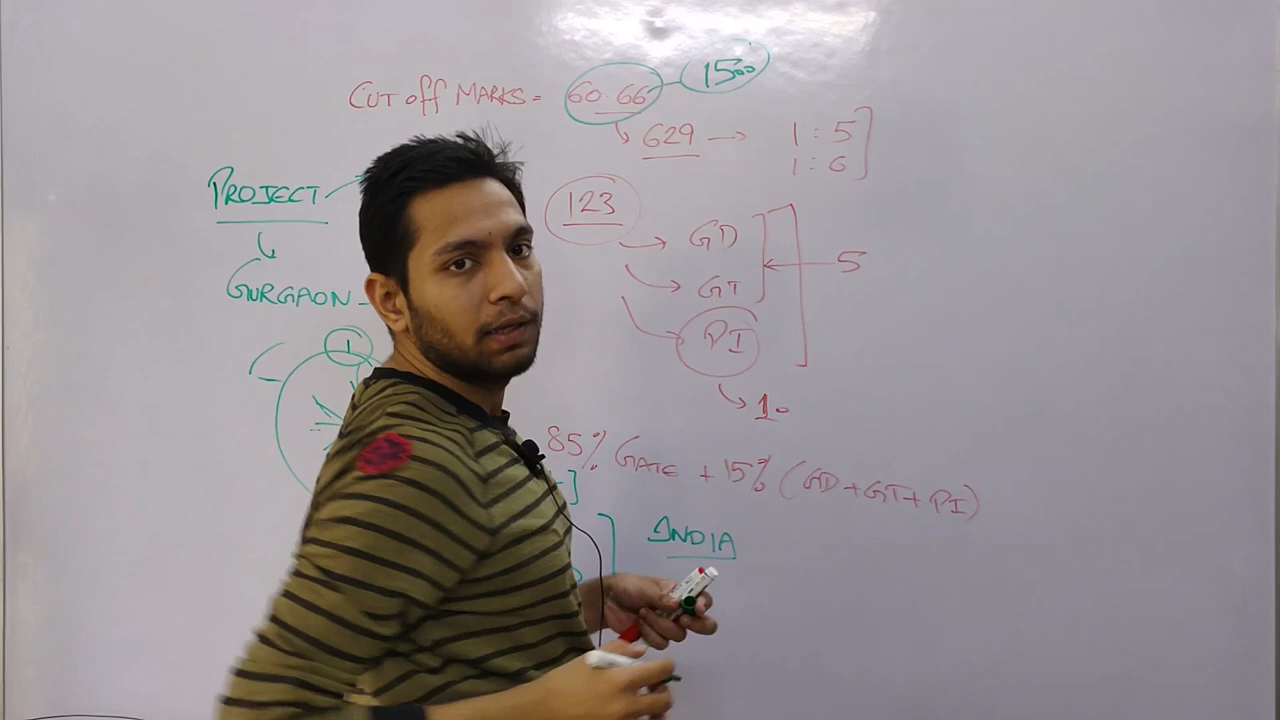 CUT off MARKS = 60.66 1500
629 → 1 : 5
1 : 6
PROJECT
123
→ GD
→ GT
5
PI
10
GURGAON -
1
85% GATE + 15% (GD+GT+PI)
INDIA